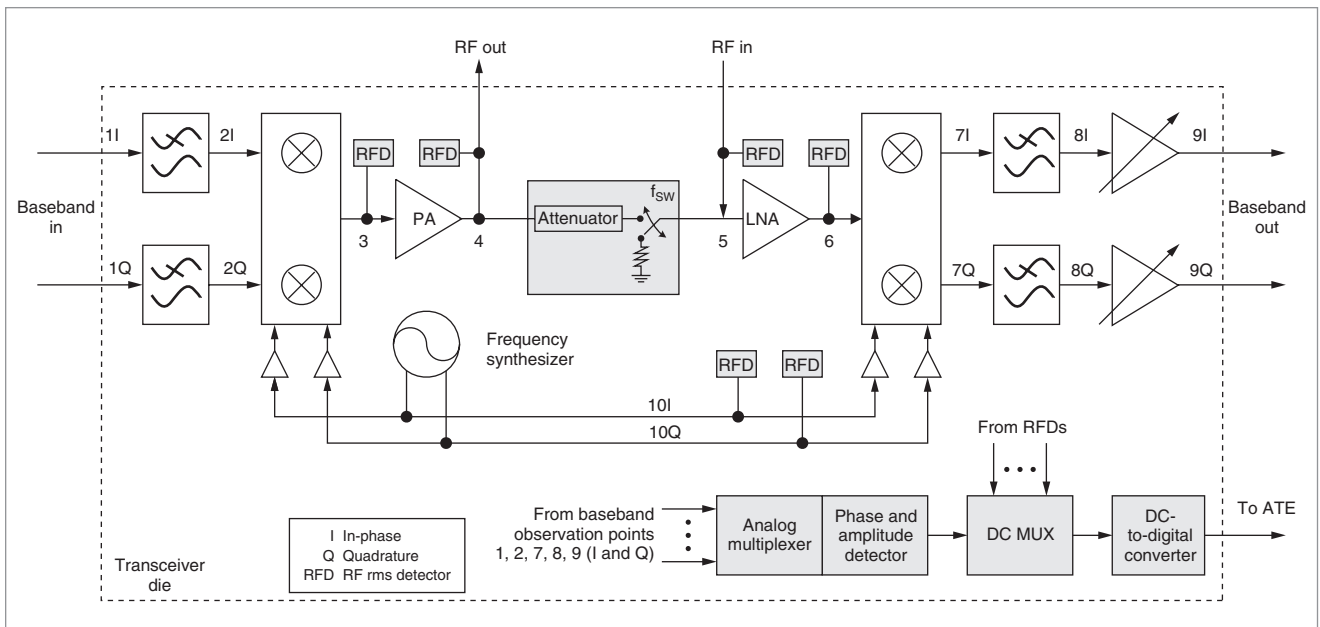 RF out
RF in
1I
2I
RFD
RFD
RFD
RFD
7I
8I
9I
Baseband
in
PA
3
4
Attenuator
fSW
5
LNA
6
Baseband
out
1Q
2Q
7Q
8Q
9Q
Frequency
synthesizer
RFD
RFD
10I
10Q
From RFDs
From baseband
observation points
1, 2, 7, 8, 9 (I and Q)
Analog
multiplexer
Phase and
amplitude
detector
DC MUX
DC-
to-digital
converter
To ATE
I In-phase
Q Quadrature
RFD RF rms detector
Transceiver
die